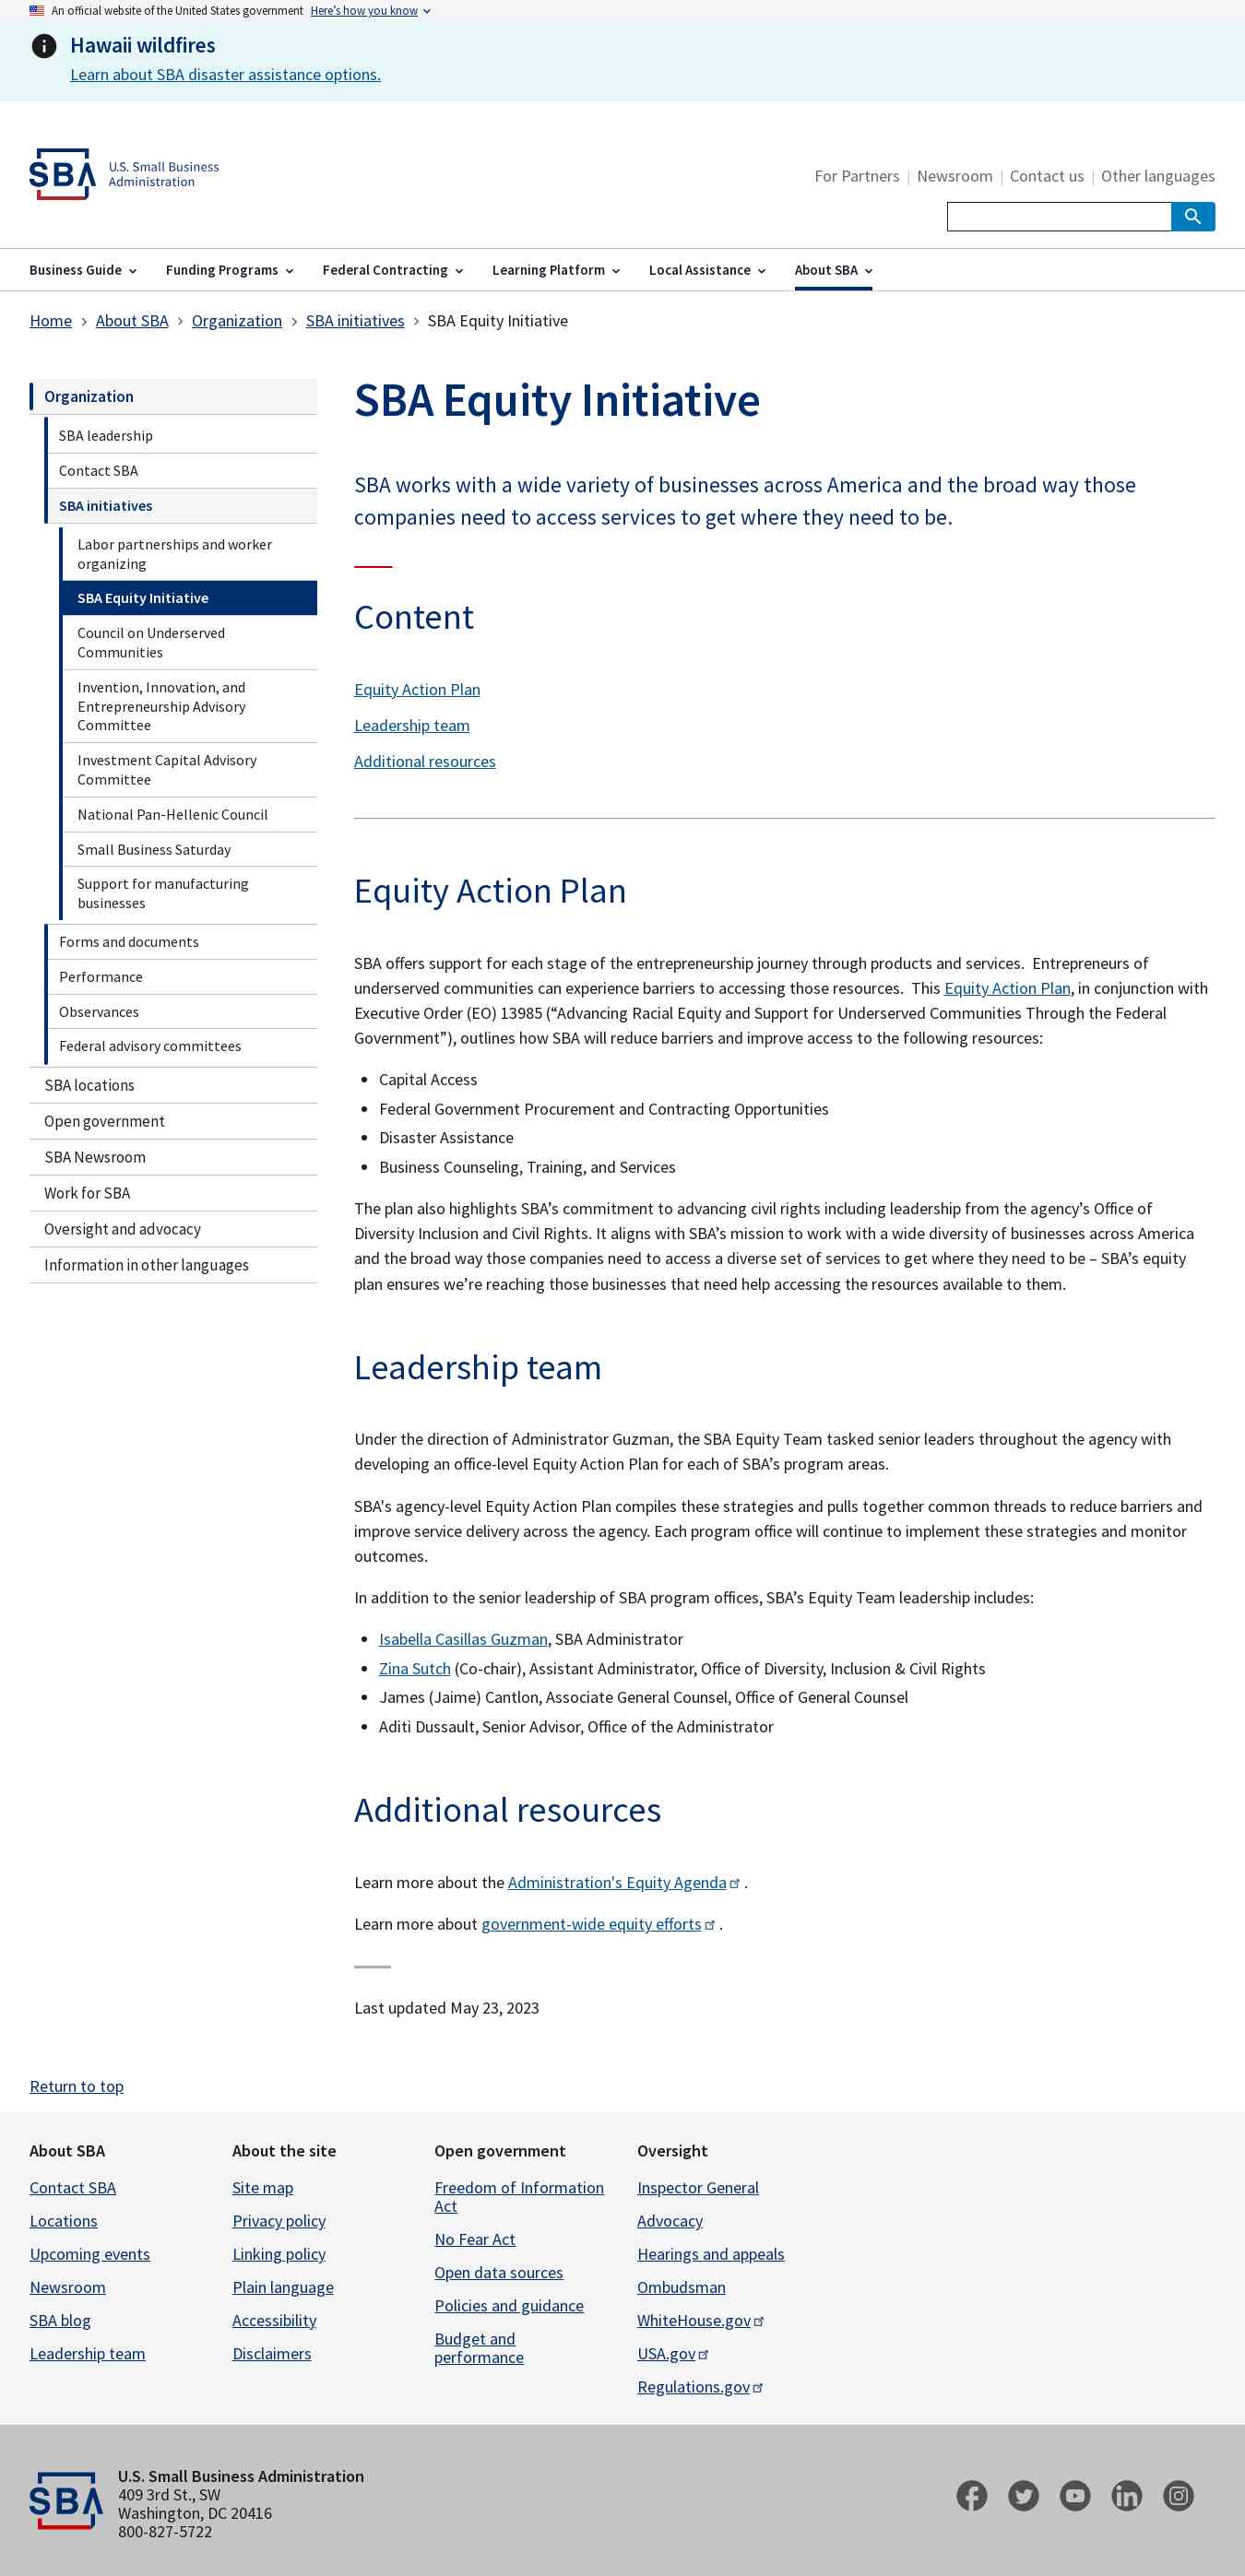 An official website of the United States government Here’s how you know
Hawaii wildfires
Learn about SBA disaster assistance options.
SBA U.S. Small Business
Administration
For Partners | Newsroom | Contact us | Other languages
Business Guide Funding Programs Federal Contracting Learning Platform Local Assistance About SBA
Home > About SBA > Organization > SBA initiatives > SBA Equity Initiative
Organization
SBA leadership
Contact SBA
SBA initiatives
Labor partnerships and worker
organizing
SBA Equity Initiative
Council on Underserved
Communities
Invention, Innovation, and
Entrepreneurship Advisory
Committee
Investment Capital Advisory
Committee
National Pan-Hellenic Council
Small Business Saturday
Support for manufacturing
businesses
Forms and documents
Performance
Observances
Federal advisory committees
SBA locations
Open government
SBA Newsroom
Work for SBA
Oversight and advocacy
Information in other languages
SBA Equity Initiative
SBA works with a wide variety of businesses across America and the broad way those
companies need to access services to get where they need to be.
Content
Equity Action Plan
Leadership team
Additional resources
Equity Action Plan
SBA offers support for each stage of the entrepreneurship journey through products and services. Entrepreneurs of
underserved communities can experience barriers to accessing those resources. This Equity Action Plan, in conjunction with
Executive Order (EO) 13985 (“Advancing Racial Equity and Support for Underserved Communities Through the Federal
Government”), outlines how SBA will reduce barriers and improve access to the following resources:
• Capital Access
• Federal Government Procurement and Contracting Opportunities
• Disaster Assistance
• Business Counseling, Training, and Services
The plan also highlights SBA’s commitment to advancing civil rights including leadership from the agency’s Office of
Diversity Inclusion and Civil Rights. It aligns with SBA’s mission to work with a wide diversity of businesses across America
and the broad way those companies need to access a diverse set of services to get where they need to be – SBA’s equity
plan ensures we’re reaching those businesses that need help accessing the resources available to them.
Leadership team
Under the direction of Administrator Guzman, the SBA Equity Team tasked senior leaders throughout the agency with
developing an office-level Equity Action Plan for each of SBA’s program areas.
SBA's agency-level Equity Action Plan compiles these strategies and pulls together common threads to reduce barriers and
improve service delivery across the agency. Each program office will continue to implement these strategies and monitor
outcomes.
In addition to the senior leadership of SBA program offices, SBA’s Equity Team leadership includes:
• Isabella Casillas Guzman, SBA Administrator
• Zina Sutch (Co-chair), Assistant Administrator, Office of Diversity, Inclusion & Civil Rights
• James (Jaime) Cantlon, Associate General Counsel, Office of General Counsel
• Aditi Dussault, Senior Advisor, Office of the Administrator
Additional resources
Learn more about the Administration's Equity Agenda .
Learn more about government-wide equity efforts .
Last updated May 23, 2023
Return to top
About SBA
Contact SBA
Locations
Upcoming events
Newsroom
SBA blog
Leadership team
About the site
Site map
Privacy policy
Linking policy
Plain language
Accessibility
Disclaimers
Open government
Freedom of Information
Act
No Fear Act
Open data sources
Policies and guidance
Budget and
performance
Oversight
Inspector General
Advocacy
Hearings and appeals
Ombudsman
WhiteHouse.gov
USA.gov
Regulations.gov
SBA
U.S. Small Business Administration
409 3rd St., SW
Washington, DC 20416
800-827-5722